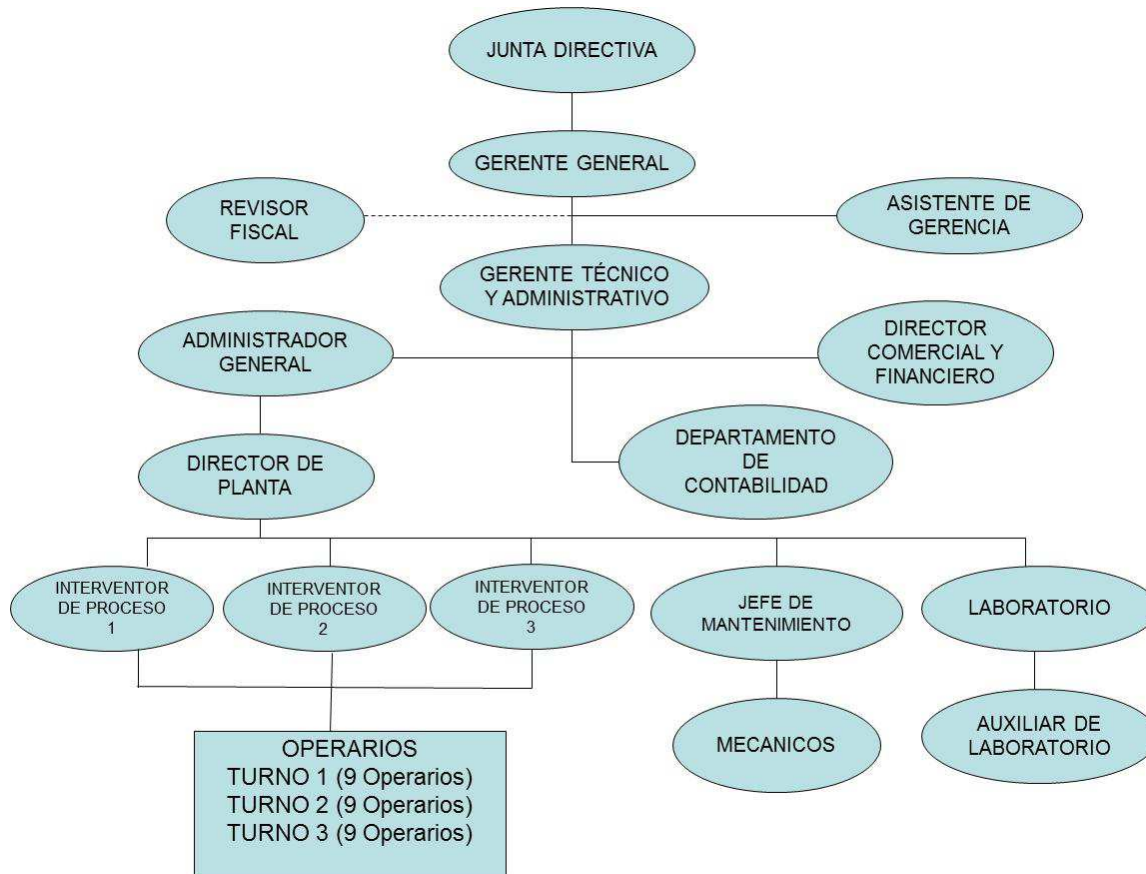 JUNTA DIRECTIVA
GERENTE GENERAL
REVISOR
FISCAL
ASISTENTE DE
GERENCIA
GERENTE TÉCNICO
Y ADMINISTRATIVO
ADMINISTRADOR
GENERAL
DIRECTOR
COMERCIAL Y
FINANCIERO
DIRECTOR DE
PLANTA
DEPARTAMENTO
DE
CONTABILIDAD
INTERVENTOR
DE PROCESO
1
INTERVENTOR
DE PROCESO
2
INTERVENTOR
DE PROCESO
3
JEFE DE
MANTENIMIENTO
LABORATORIO
OPERARIOS
TURNO 1 (9 Operarios)
TURNO 2 (9 Operarios)
TURNO 3 (9 Operarios)
MECANICOS
AUXILIAR DE
LABORATORIO